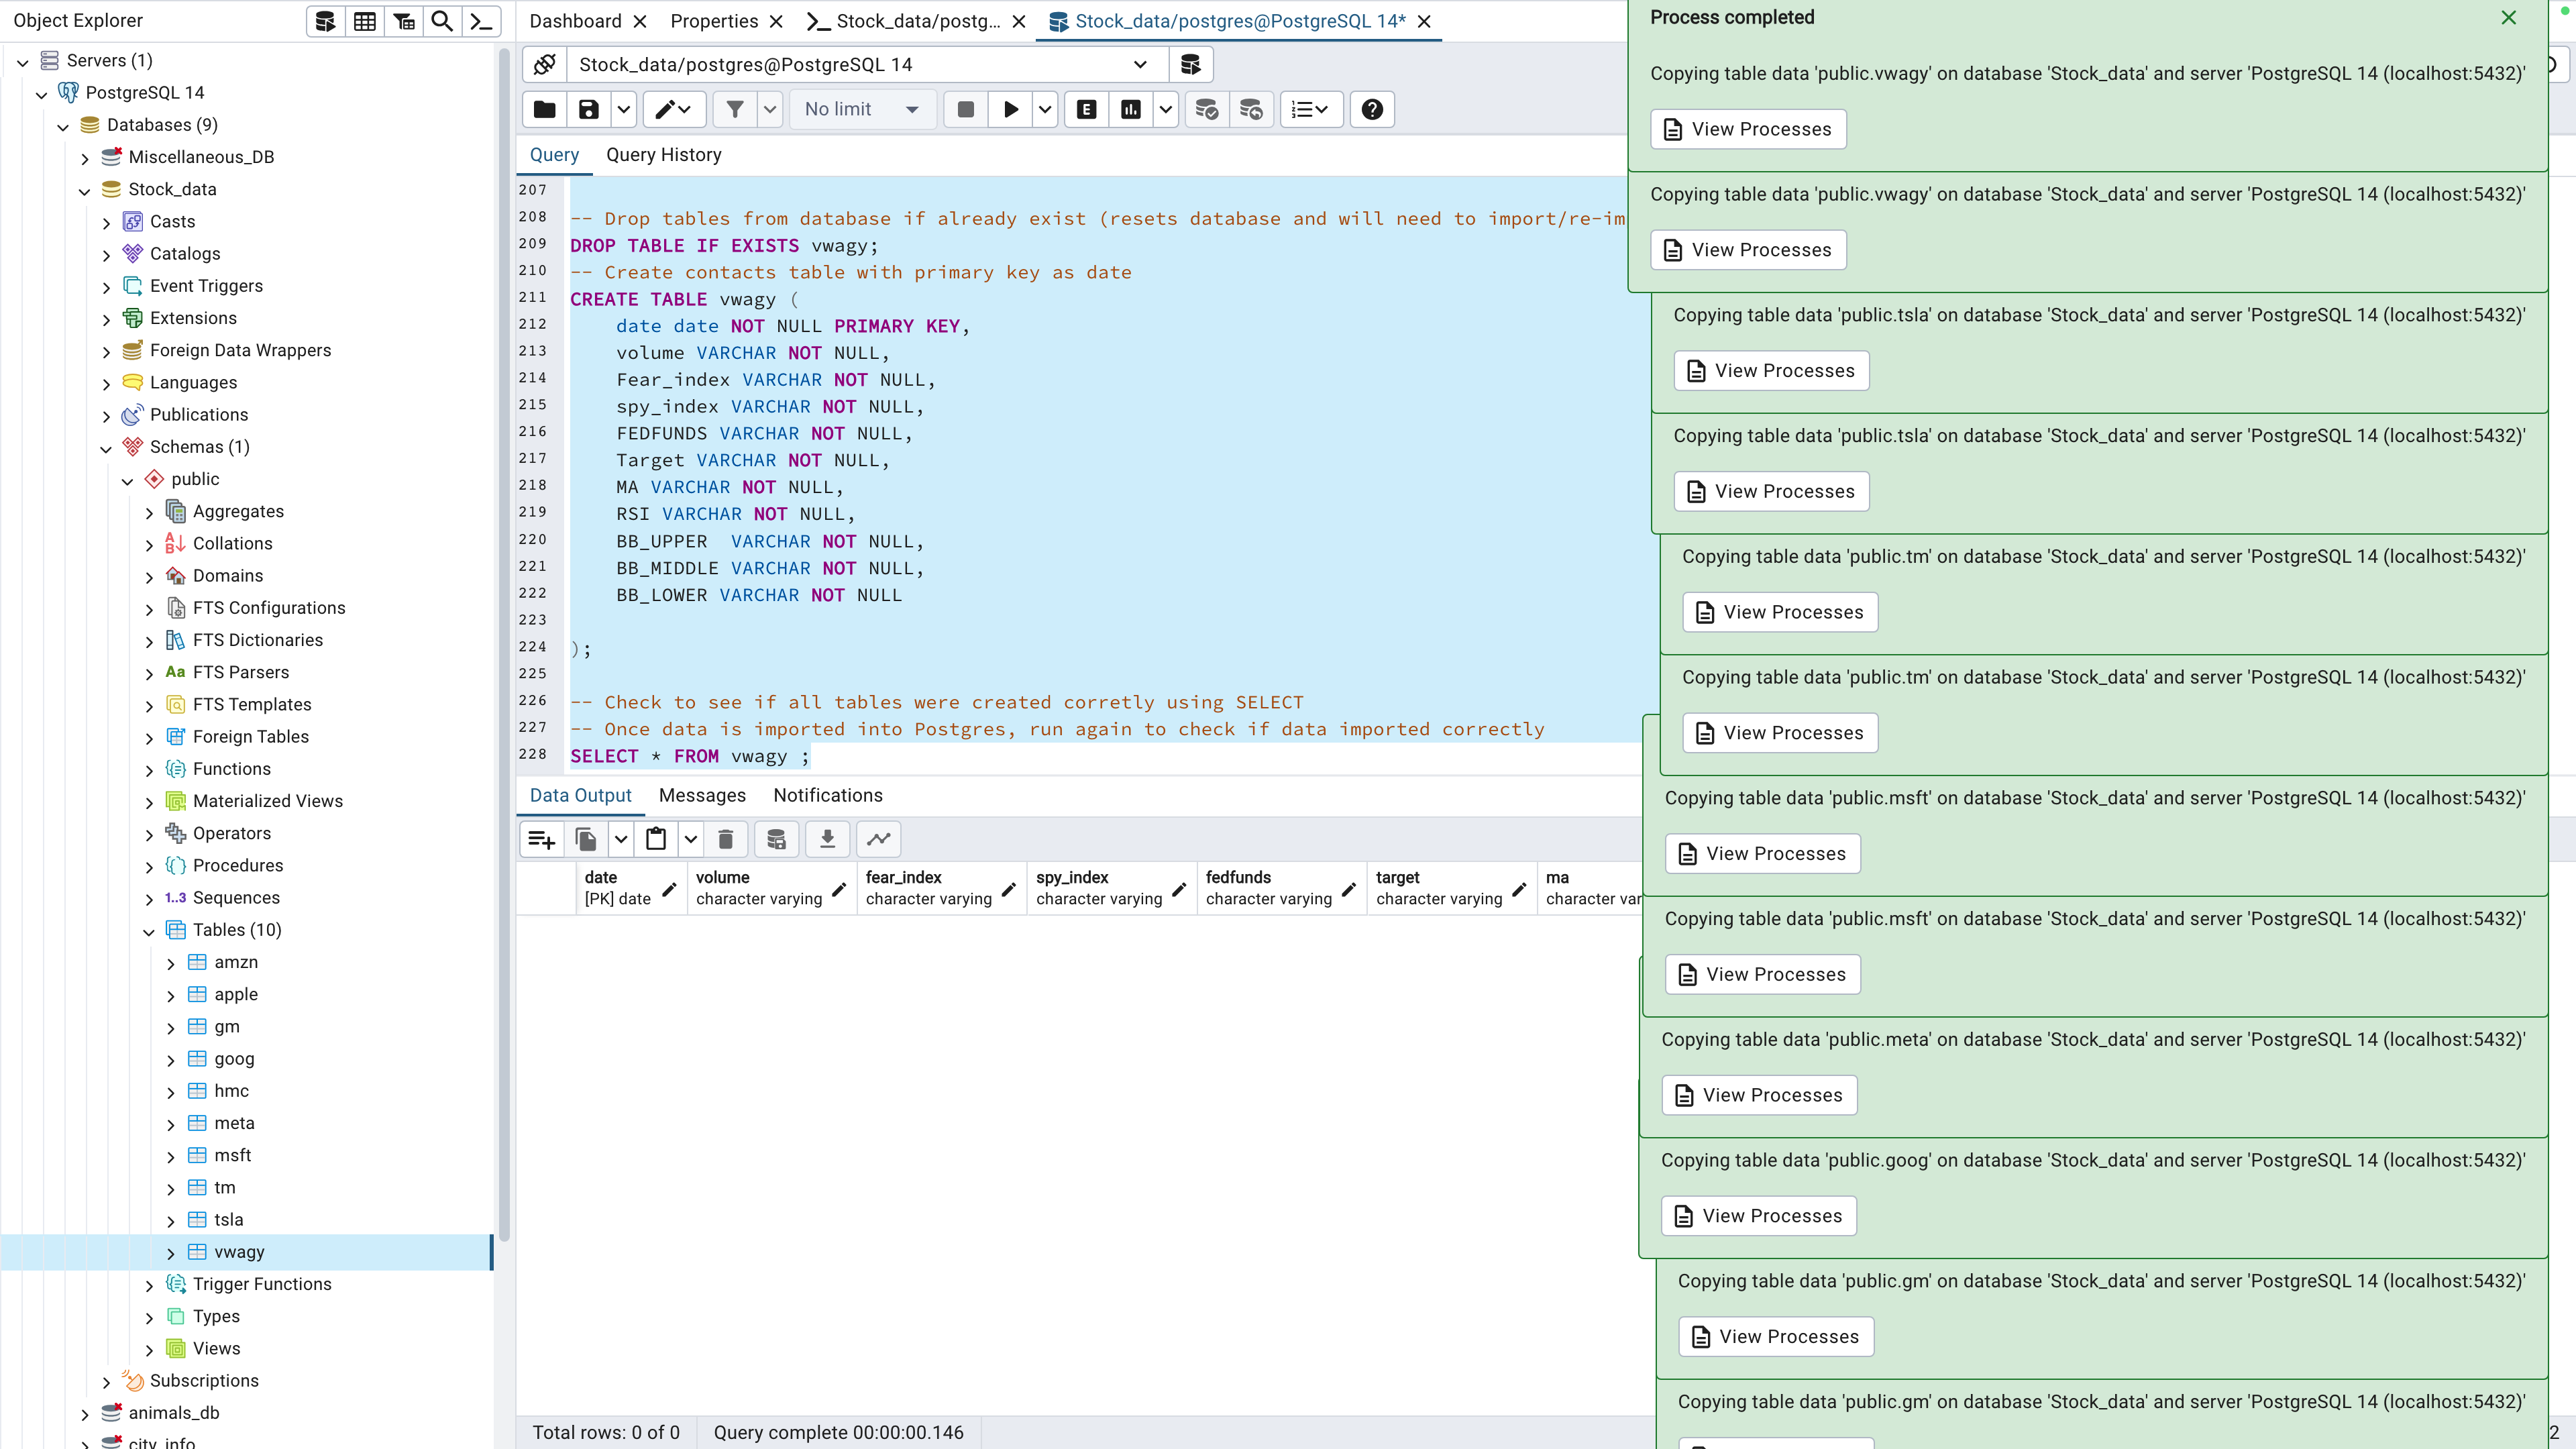 Object Explorer
Servers (1)
PostgreSQL 14
Databases (9)
Miscellaneous_DB
Stock_data
Casts
Catalogs
Event Triggers
Extensions
Foreign Data Wrappers
Languages
Publications
Schemas (1)
public
Aggregates
Collations
Domains
FTS Configurations
FTS Dictionaries
Aa FTS Parsers
FTS Templates
Foreign Tables
Functions
Materialized Views
Operators
Procedures
1..3 Sequences
Tables (10)
amzn
apple
gm
goog
hmc
meta
msft
tm
tsla
vwagy
Trigger Functions
Types
Views
Subscriptions
animals_db
city_info
Dashboard Properties Stock_data/postg... Stock_data/postgres@PostgreSQL 14*
Stock_data/postgres@PostgreSQL 14
No limit E
Query Query History
207
208 -- Drop tables from database if already exist (resets database and will need to import/re-im
209 DROP TABLE IF EXISTS vwagy;
210 -- Create contacts table with primary key as date
211 CREATE TABLE vwagy (
212 date date NOT NULL PRIMARY KEY,
213 volume VARCHAR NOT NULL,
214 Fear_index VARCHAR NOT NULL,
215 spy_index VARCHAR NOT NULL,
216 FEDFUNDS VARCHAR NOT NULL,
217 Target VARCHAR NOT NULL,
218 MA VARCHAR NOT NULL,
219 RSI VARCHAR NOT NULL,
220 BB_UPPER  VARCHAR NOT NULL,
221 BB_MIDDLE VARCHAR NOT NULL,
222 BB_LOWER VARCHAR NOT NULL
223
224 );
225
226 -- Check to see if all tables were created corretly using SELECT
227 -- Once data is imported into Postgres, run again to check if data imported correctly
228 SELECT * FROM vwagy ;
Data Output Messages Notifications
date volume fear_index spy_index fedfunds target ma
[PK] date character varying character varying character varying character varying character varying character var
Total rows: 0 of 0 Query complete 00:00:00.146
Process completed
Copying table data 'public.vwagy' on database 'Stock_data' and server 'PostgreSQL 14 (localhost:5432)'
View Processes
Copying table data 'public.vwagy' on database 'Stock_data' and server 'PostgreSQL 14 (localhost:5432)'
View Processes
Copying table data 'public.tsla' on database 'Stock_data' and server 'PostgreSQL 14 (localhost:5432)'
View Processes
Copying table data 'public.tsla' on database 'Stock_data' and server 'PostgreSQL 14 (localhost:5432)'
View Processes
Copying table data 'public.tm' on database 'Stock_data' and server 'PostgreSQL 14 (localhost:5432)'
View Processes
Copying table data 'public.tm' on database 'Stock_data' and server 'PostgreSQL 14 (localhost:5432)'
View Processes
Copying table data 'public.msft' on database 'Stock_data' and server 'PostgreSQL 14 (localhost:5432)'
View Processes
Copying table data 'public.msft' on database 'Stock_data' and server 'PostgreSQL 14 (localhost:5432)'
View Processes
Copying table data 'public.meta' on database 'Stock_data' and server 'PostgreSQL 14 (localhost:5432)'
View Processes
Copying table data 'public.goog' on database 'Stock_data' and server 'PostgreSQL 14 (localhost:5432)'
View Processes
Copying table data 'public.gm' on database 'Stock_data' and server 'PostgreSQL 14 (localhost:5432)'
View Processes
Copying table data 'public.gm' on database 'Stock_data' and server 'PostgreSQL 14 (localhost:5432)'
2